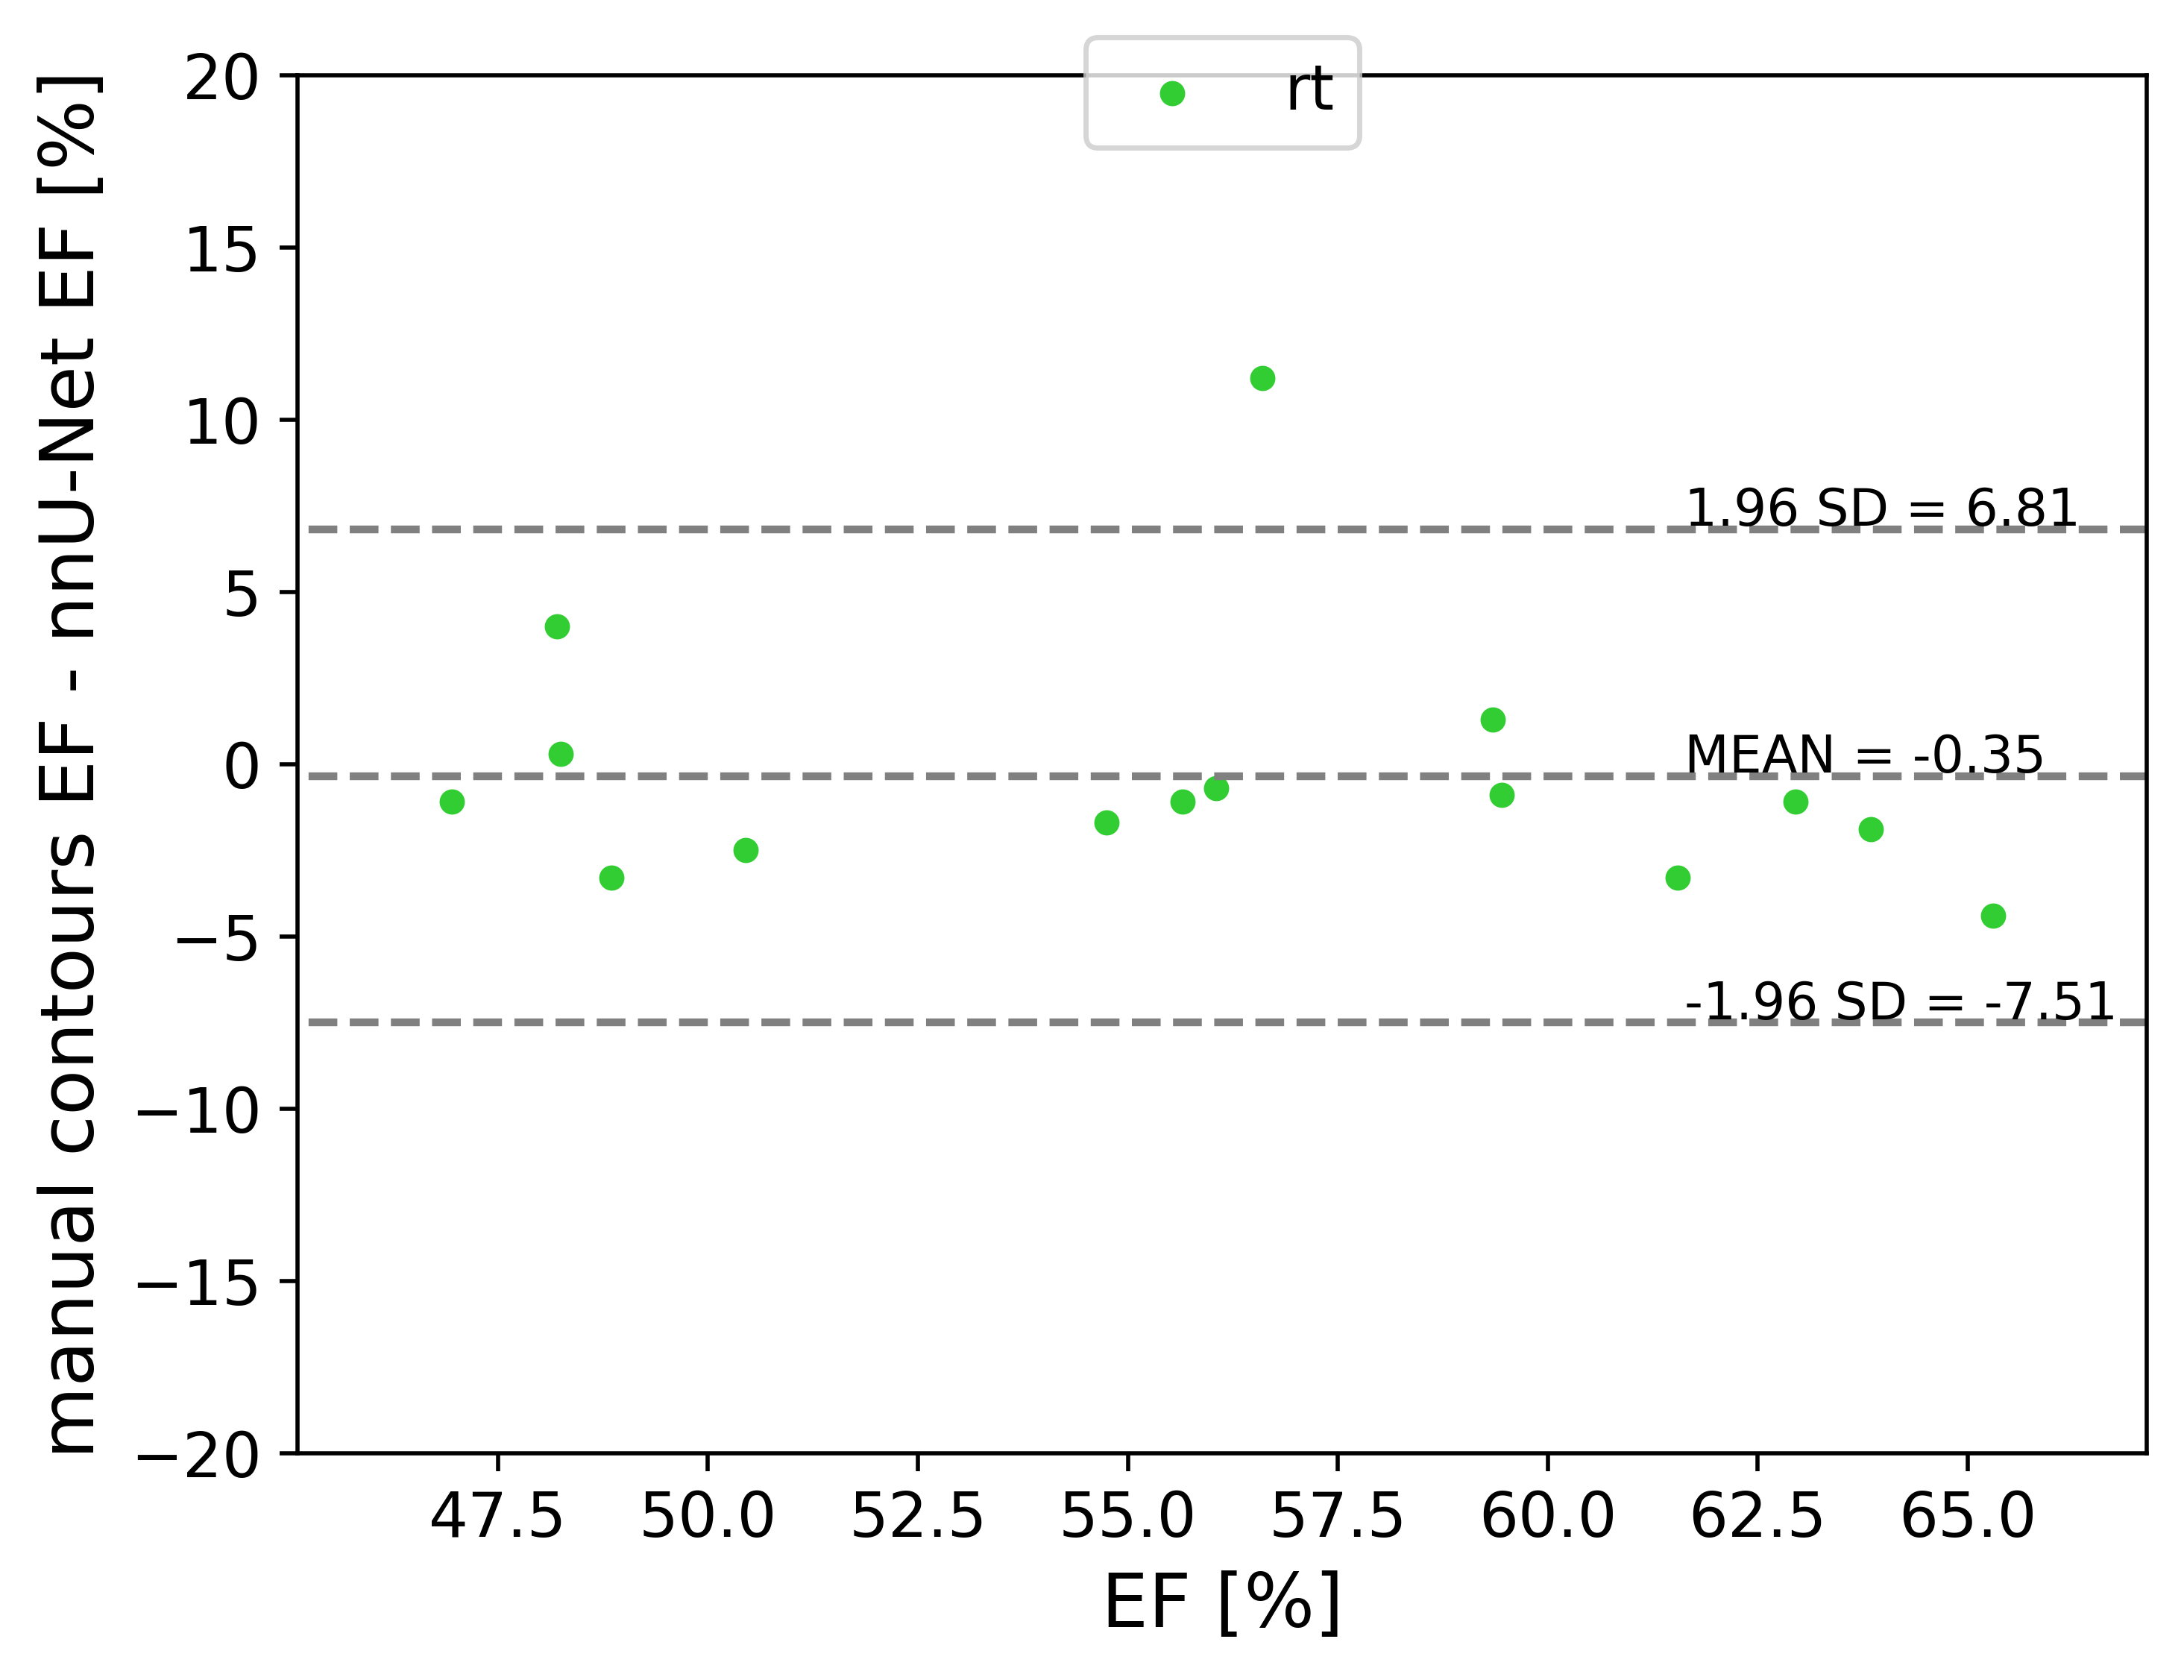 rt
manual contours EF - nnU-Net EF [%]
20
15
10
5
0
−5
−10
−15
−20
1.96 SD = 6.81
MEAN = -0.35
-1.96 SD = -7.51
47.5 50.0 52.5 55.0 57.5 60.0 62.5 65.0
EF [%]